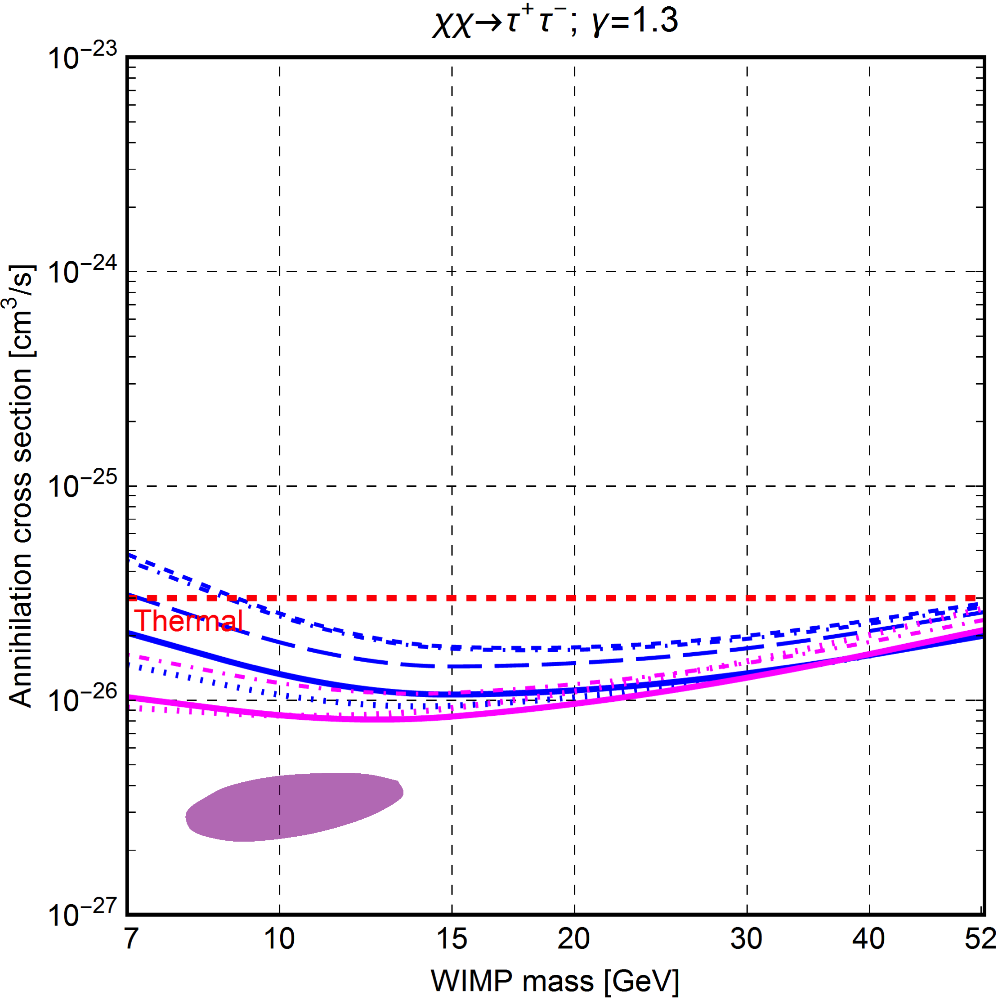 χχ→τ⁺τ⁻; γ=1.3
Annihilation cross section [cm³/s]
10⁻²³
10⁻²⁴
10⁻²⁵
10⁻²⁶
10⁻²⁷
Thermal
7 10 15 20 30 40 52
WIMP mass [GeV]